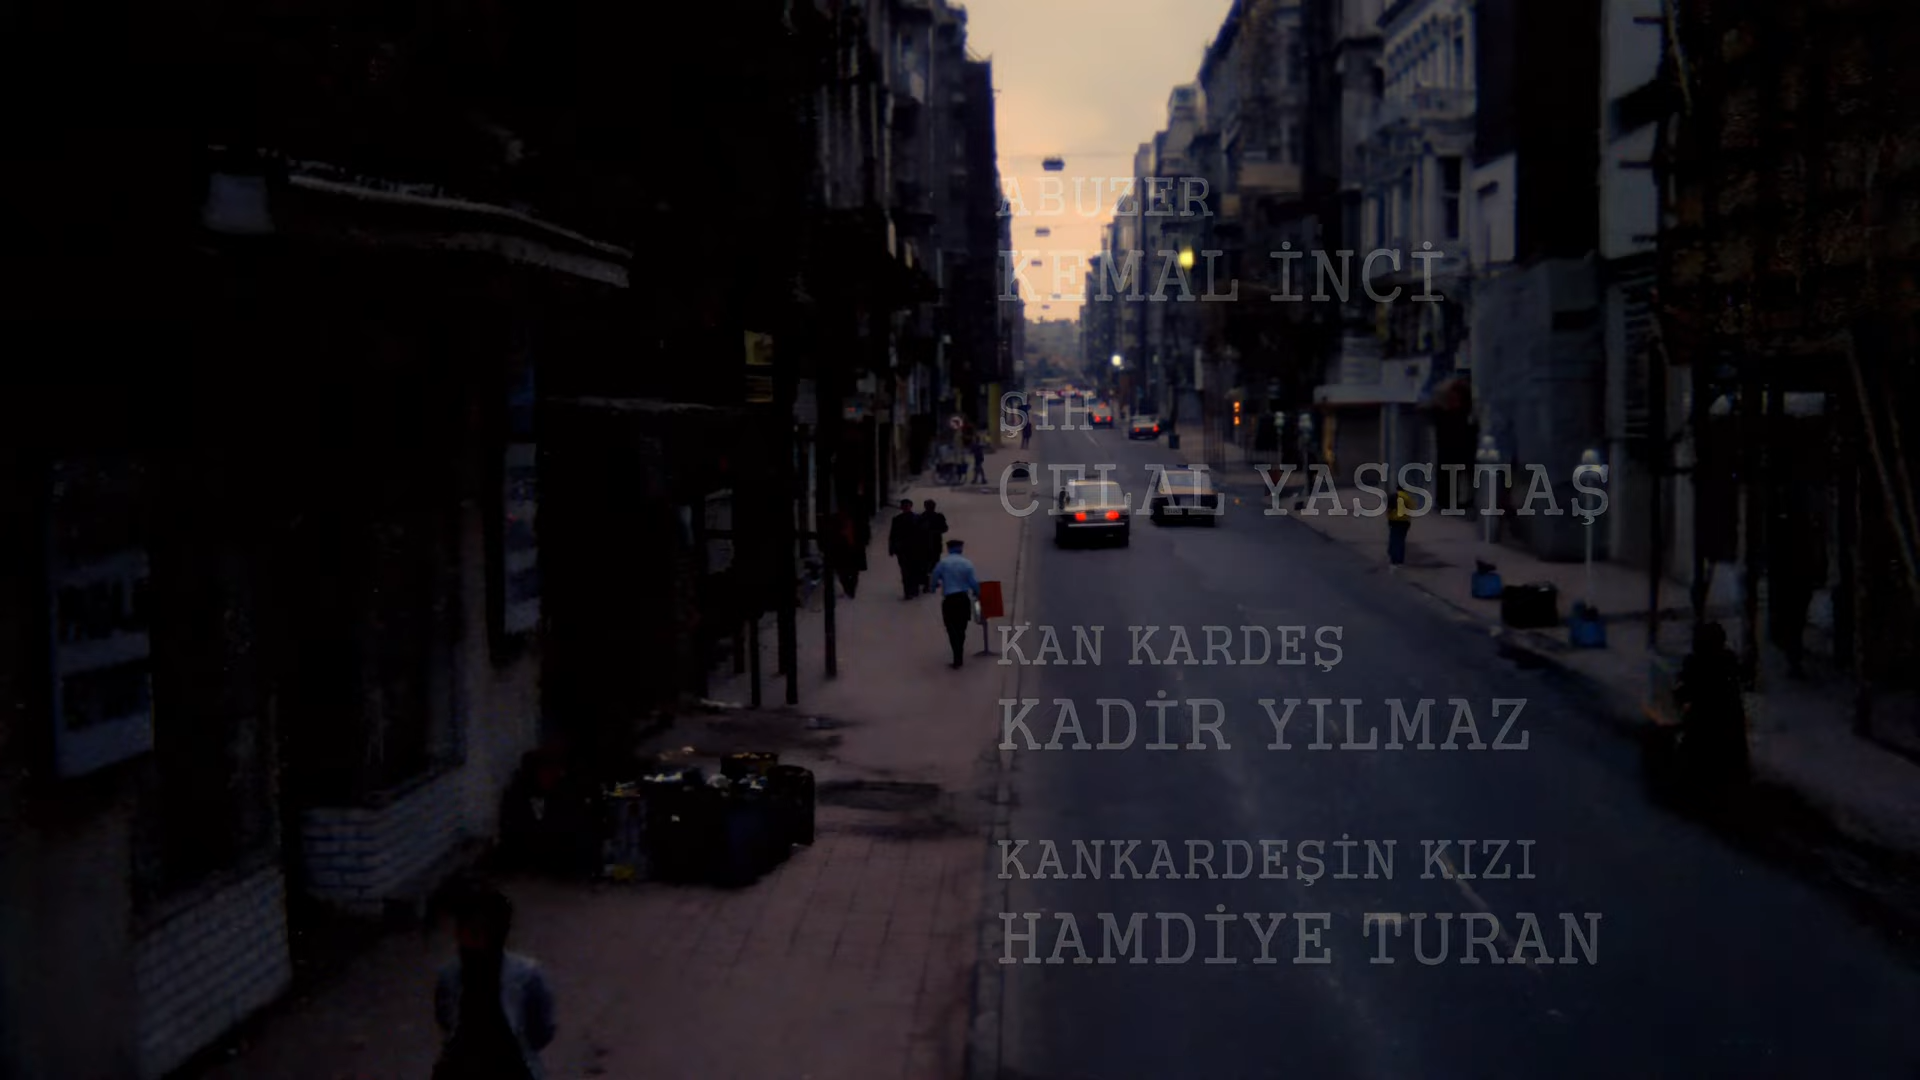 ABUZER
KEMAL İNCİ
ŞIH
CELAL YASSITAŞ
KAN KARDEŞ
KADİR YILMAZ
KANKARDEŞİN KIZI
HAMDİYE TURAN